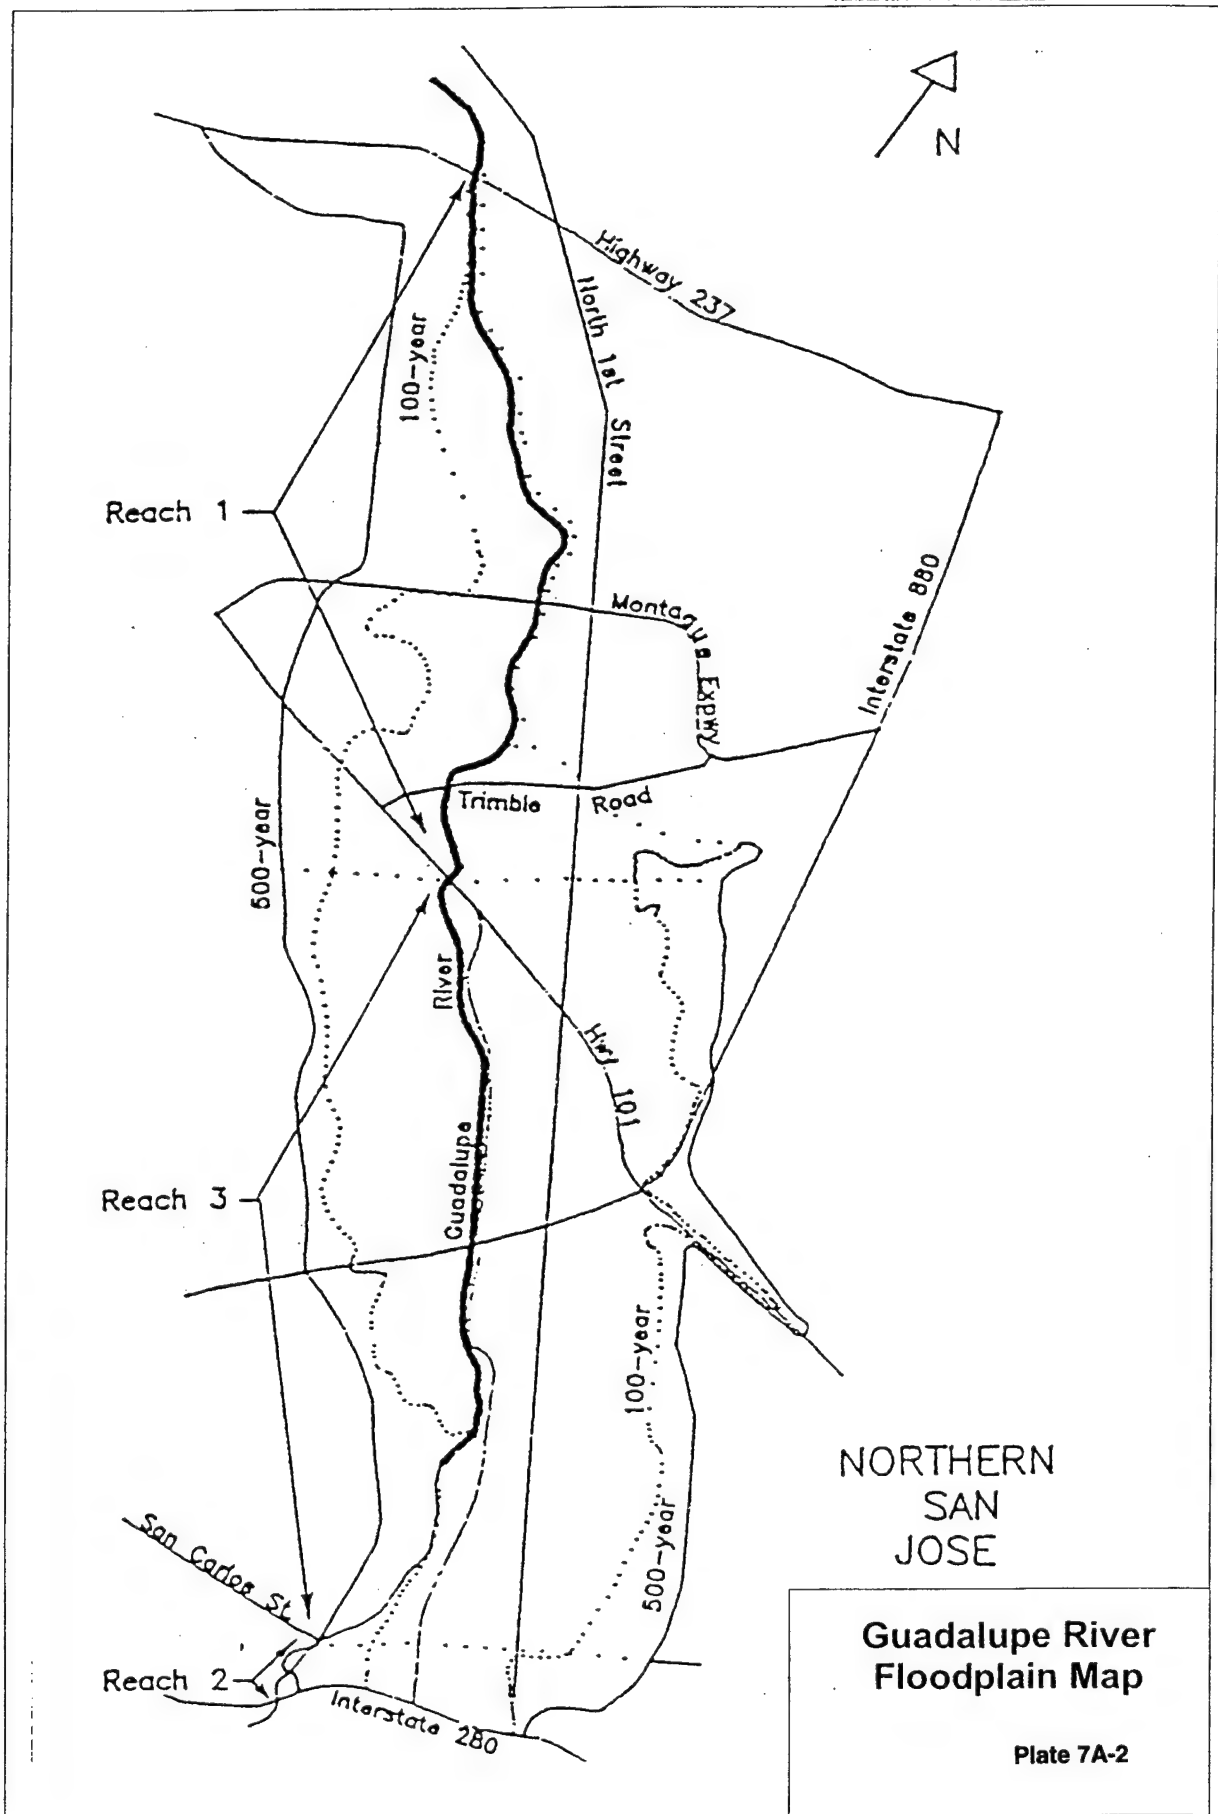 N
Highway 237
North 1st Street
100-year
Reach 1
Montague Expwy
Interstate 880
Trimble Road
500-year
River
Hwy 101
Guadalupe
Reach 3
100-year
NORTHERN
SAN
JOSE
500-year
San Carlos St.
Reach 2
Interstate 280
Guadalupe River
Floodplain Map
Plate 7A-2